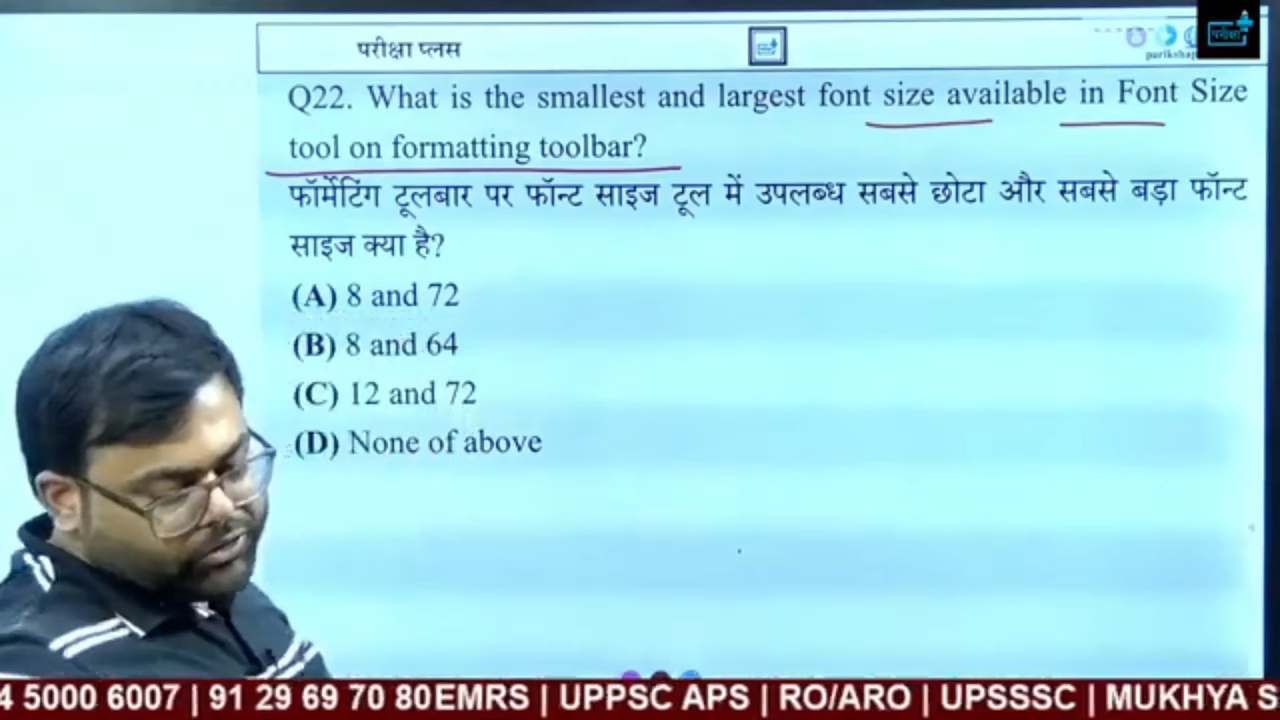 परीक्षा प्लस
परीक्षा
Q22. What is the smallest and largest font size available in Font Size
tool on formatting toolbar?
फॉर्मेटिंग टूलबार पर फॉन्ट साइज टूल में उपलब्ध सबसे छोटा और सबसे बड़ा फॉन्ट
साइज क्या है?
(A) 8 and 72
(B) 8 and 64
(C) 12 and 72
(D) None of above
4 5000 6007 | 91 29 69 70 80EMRS | UPPSC APS | RO/ARO | UPSSSC | MUKHYA S